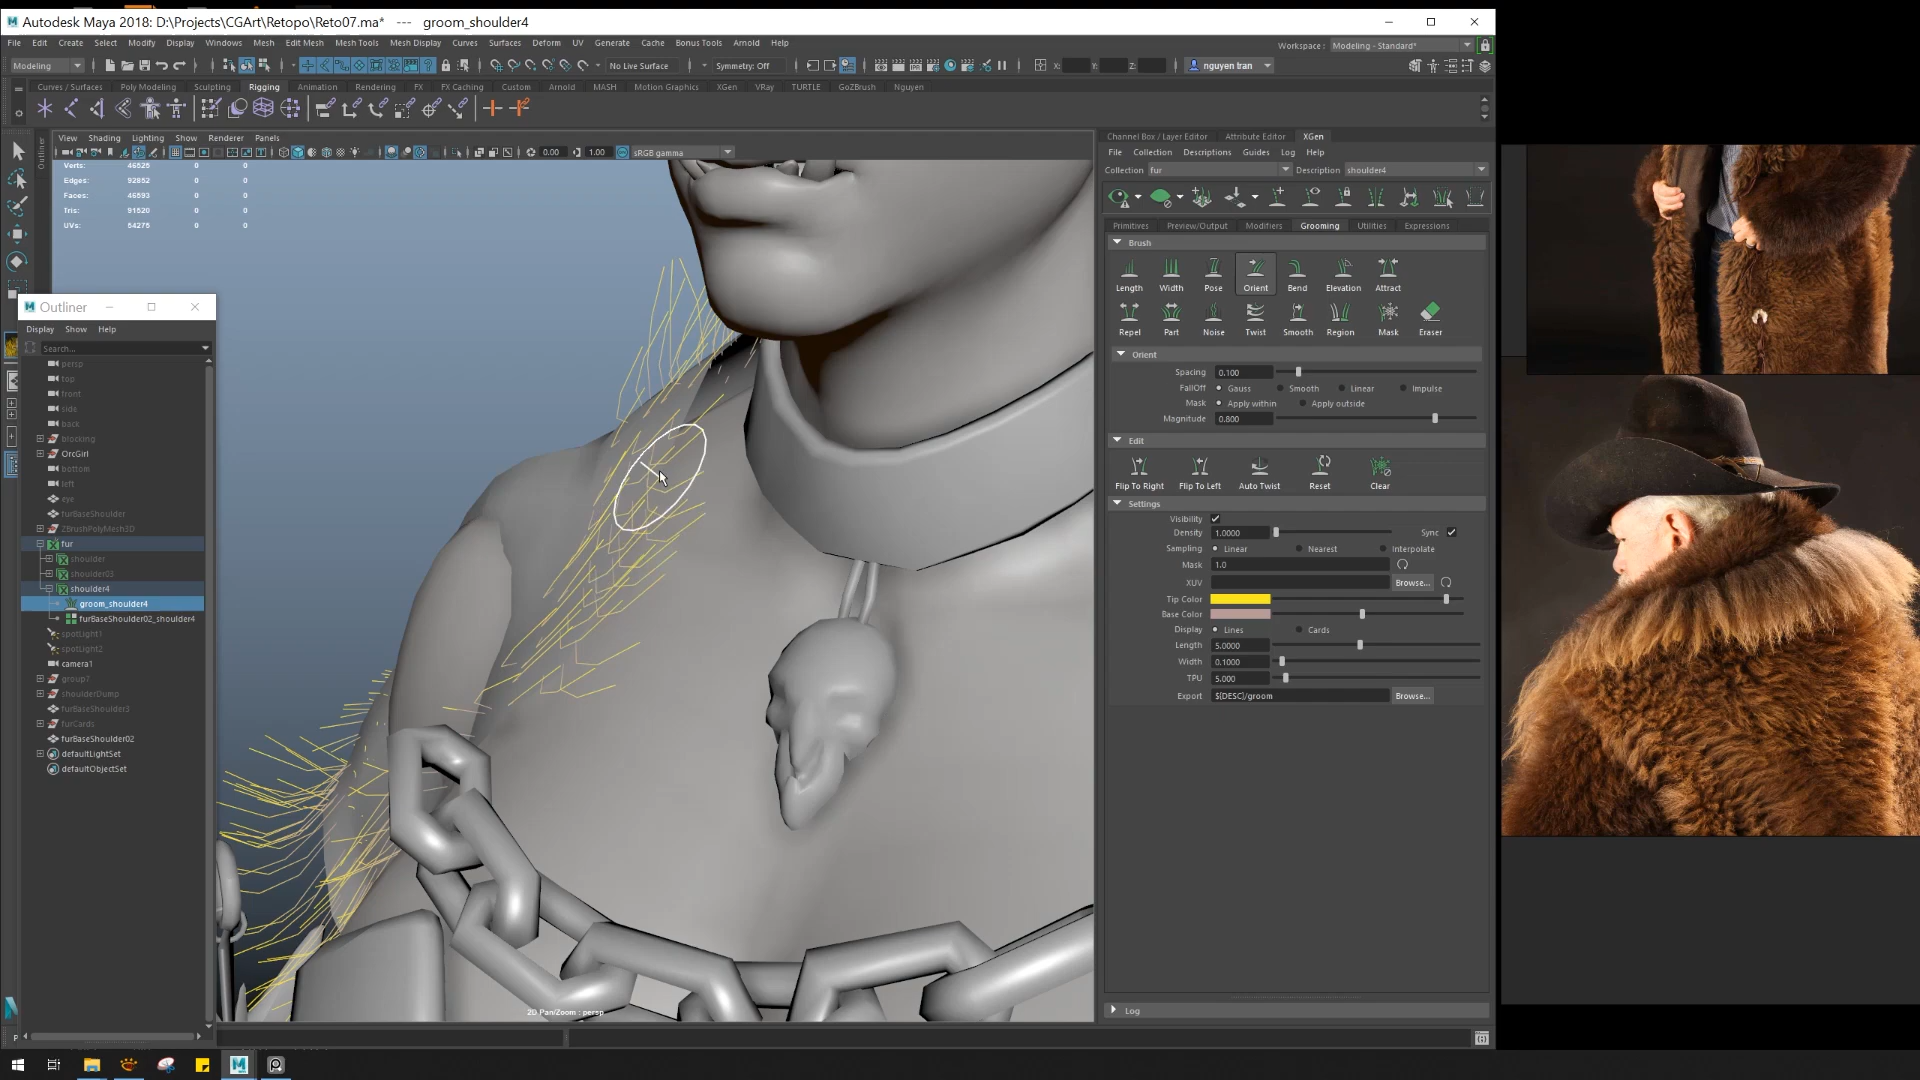 Autodesk Maya 2018: D:\Projects\CGArt\Retopo\Reto07.ma* --- groom_shoulder4
File Edit Create Select Modify Display Windows Mesh Edit Mesh Mesh Tools Mesh Display Curves Surfaces Deform UV Generate Cache Bonus Tools Arnold Help
Workspace : Modeling - Standard*
Modeling
No Live Surface
Symmetry: Off
X: Y: Z:
nguyen tran
Curves / Surfaces Poly Modeling Sculpting Rigging Animation Rendering FX FX Caching Custom Arnold MASH Motion Graphics XGen VRay TURTLE GoZBrush Nguyen
View Shading Lighting Show Renderer Panels
0.00 1.00 sRGB gamma
Outliner
Verts: 46525 0 0
Edges: 92852 0 0
Faces: 46593 0 0
Tris: 91520 0 0
UVs: 54275 0 0
2D Pan/Zoom : persp
Outliner
Display Show Help
Search...
persp
top
front
side
back
blocking
OrcGirl
bottom
left
eye
furBaseShoulder
ZBrushPolyMesh3D
fur
shoulder
shoulder03
shoulder4
groom_shoulder4
furBaseShoulder02_shoulder4
spotLight1
spotLight2
camera1
group7
shoulderDump
furBaseShoulder3
furCards
furBaseShoulder02
defaultLightSet
defaultObjectSet
Channel Box / Layer Editor Attribute Editor XGen
File Collection Descriptions Guides Log Help
Collection fur Description shoulder4
Primitives Preview/Output Modifiers Grooming Utilities Expressions
Brush
Length Width Pose Orient Bend Elevation Attract
Repel Part Noise Twist Smooth Region Mask Eraser
Orient
Spacing 0.100
FallOff Gauss Smooth Linear Impulse
Mask Apply within Apply outside
Magnitude 0.800
Edit
Flip To Right Flip To Left Auto Twist Reset Clear
Settings
Visibility
Density 1.0000 Sync
Sampling Linear Nearest Interpolate
Mask 1.0
XUV Browse...
Tip Color
Base Color
Display Lines Cards
Length 5.0000
Width 0.1000
TPU 5.000
Export ${DESC}/groom Browse...
Log